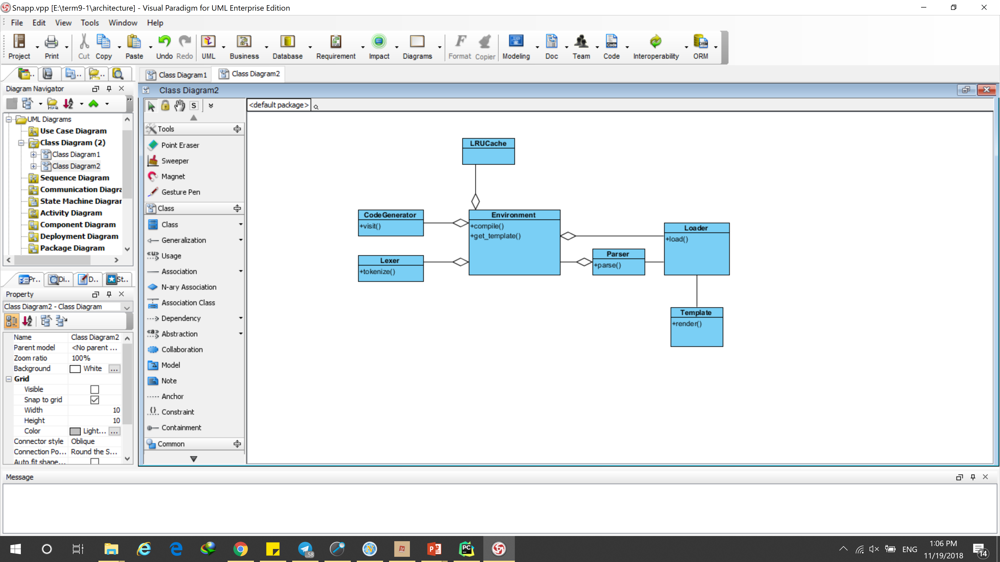 Snapp.vpp [E:\term9-1\architecture] - Visual Paradigm for UML Enterprise Edition
File Edit View Tools Window Help
Project Print Cut Copy Paste Undo Redo UML Business Database Requirement Impact Diagrams Format Copier Modeling Doc Team Code Interoperability ORM
Class Diagram1 Class Diagram2
Diagram Navigator
UML Diagrams
Use Case Diagram
Class Diagram (2)
Class Diagram1
Class Diagram2
Sequence Diagram
Communication Diagra
State Machine Diagrar
Activity Diagram
Component Diagram
Deployment Diagram
Package Diagram
Pr.. Di.. D.. St..
Property
Class Diagram2 - Class Diagram
Name Class Diagram2
Parent model <No parent ...
Zoom ratio 100%
Background White ...
Grid
Visible
Snap to grid
Width 10
Height 10
Color Light... ...
Connector style Oblique
Connection Po... Round the S...
Auto fit shape...
Class Diagram2
S
<default package>
Tools
Point Eraser
Sweeper
Magnet
Gesture Pen
Class
Class
Generalization
«u» Usage
Association
N-ary Association
Association Class
Dependency
«a» Abstraction
Collaboration
Model
Note
Anchor
{} Constraint
Containment
Common
LRUCache
CodeGenerator
+visit()
Environment
+compile()
+get_template()
Loader
+load()
Lexer
+tokenize()
Parser
+parse()
Template
+render()
Message
..58
PC
ENG
1:06 PM
11/19/2018
14